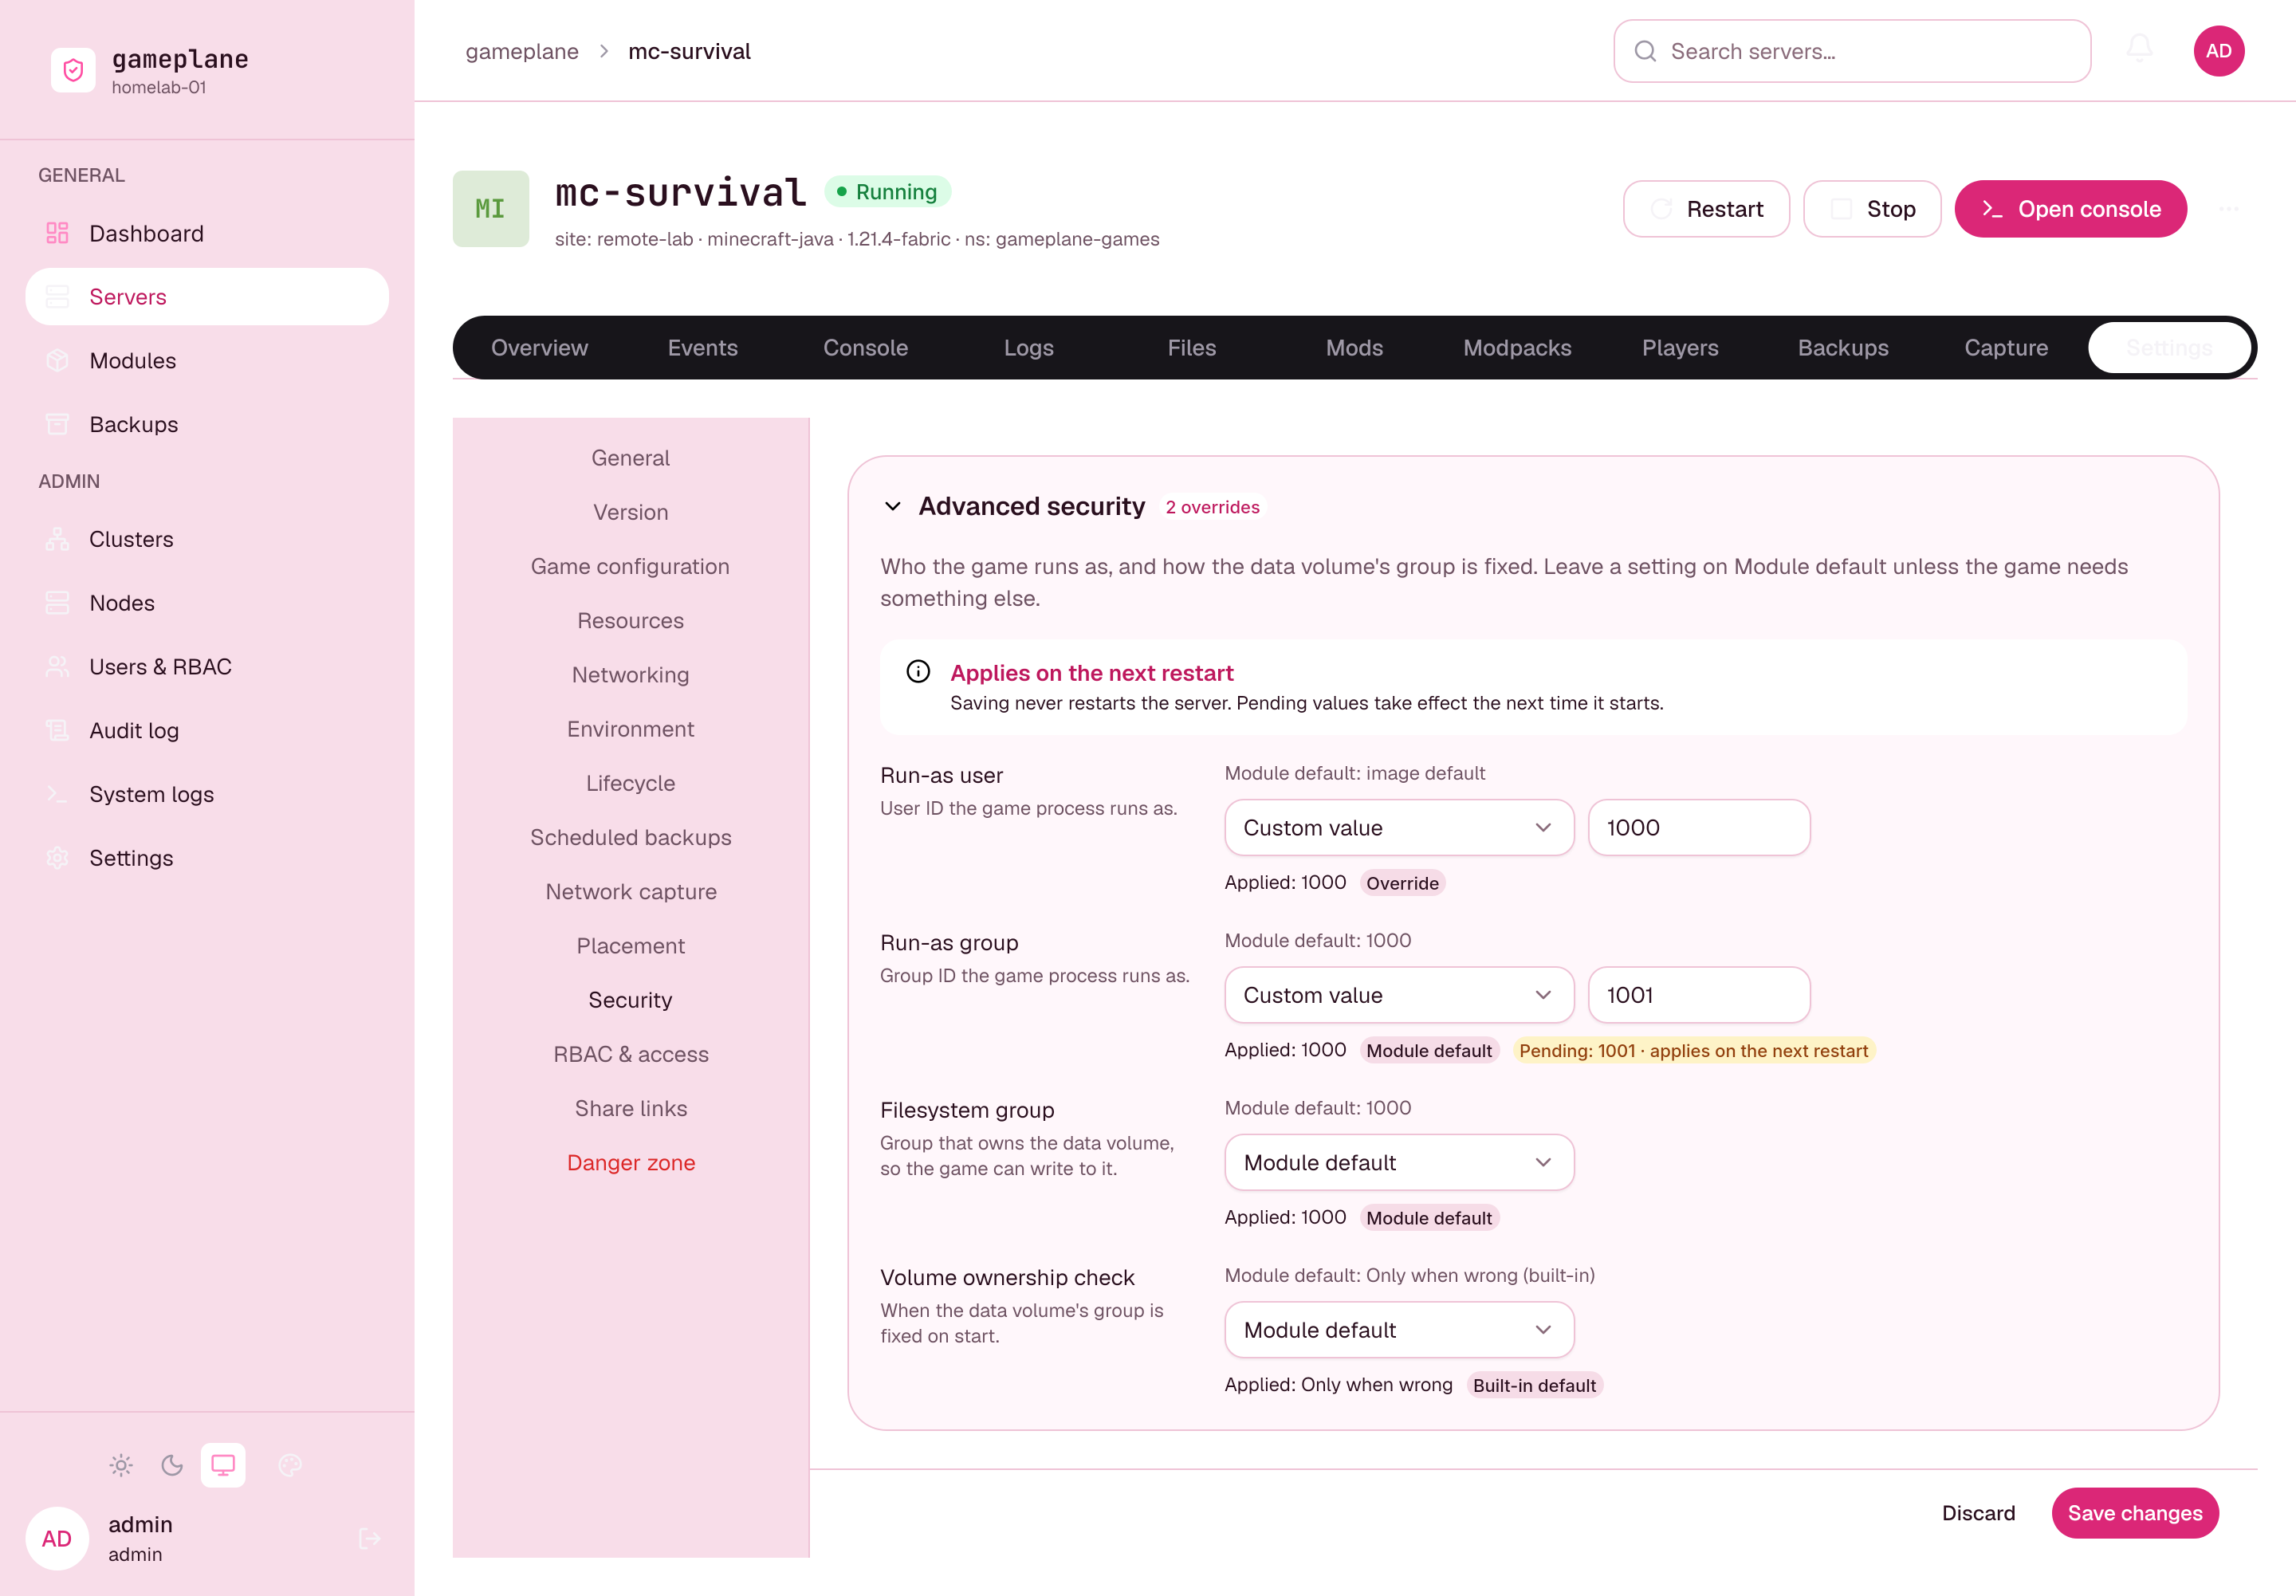 gameplane
homelab-01
GENERAL
Dashboard
Servers
Modules
Backups
ADMIN
Clusters
Nodes
Users & RBAC
Audit log
System logs
Settings
AD
admin
admin
gameplane
mc-survival
Search servers...
AD
MI
mc-survival
Running
site: remote-lab · minecraft-java · 1.21.4-fabric · ns: gameplane-games
Restart
Stop
Open console
Overview
Events
Console
Logs
Files
Mods
Modpacks
Players
Backups
Capture
Settings
General
Version
Game configuration
Resources
Networking
Environment
Lifecycle
Scheduled backups
Network capture
Placement
Security
RBAC & access
Share links
Danger zone
Advanced security
2 overrides
Who the game runs as, and how the data volume's group is fixed. Leave a setting on Module default unless the game needs
something else.
Applies on the next restart
Saving never restarts the server. Pending values take effect the next time it starts.
Run-as user
User ID the game process runs as.
Module default: image default
Custom value
1000
Applied: 1000
Override
Run-as group
Group ID the game process runs as.
Module default: 1000
Custom value
1001
Applied: 1000
Module default
Pending: 1001 · applies on the next restart
Filesystem group
Group that owns the data volume,
so the game can write to it.
Module default: 1000
Module default
Applied: 1000
Module default
Volume ownership check
When the data volume's group is
fixed on start.
Module default: Only when wrong (built-in)
Module default
Applied: Only when wrong
Built-in default
Discard
Save changes